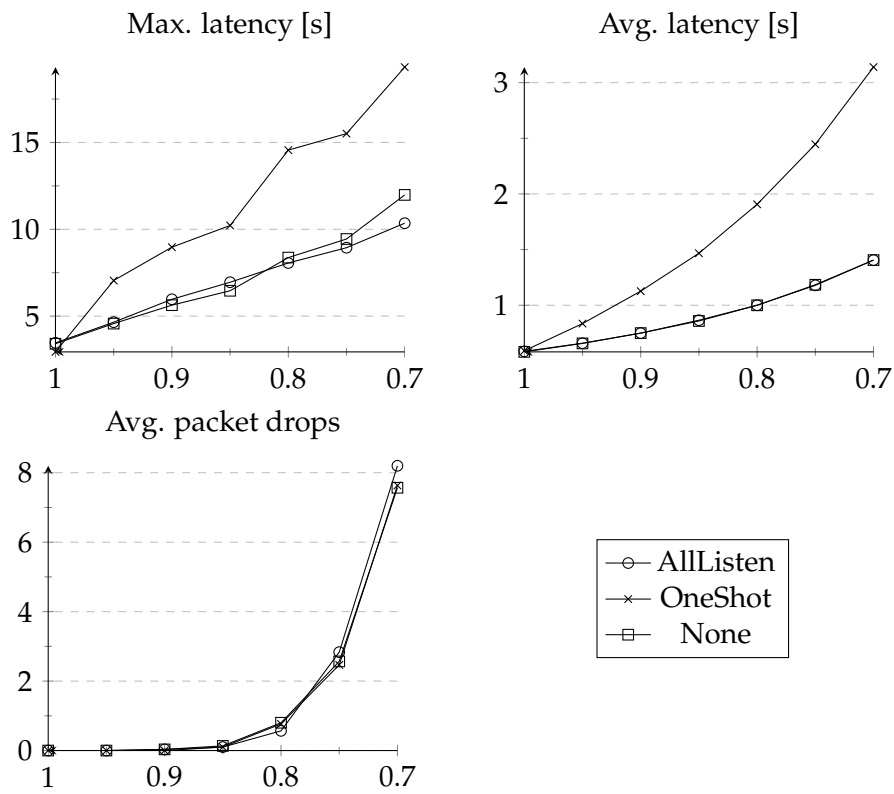 Max. latency [s]
15
10
5
1 0.9 0.8 0.7
Avg. latency [s]
3
2
1
1 0.9 0.8 0.7
Avg. packet drops
8
6
4
2
0
1 0.9 0.8 0.7
AllListen
OneShot
None